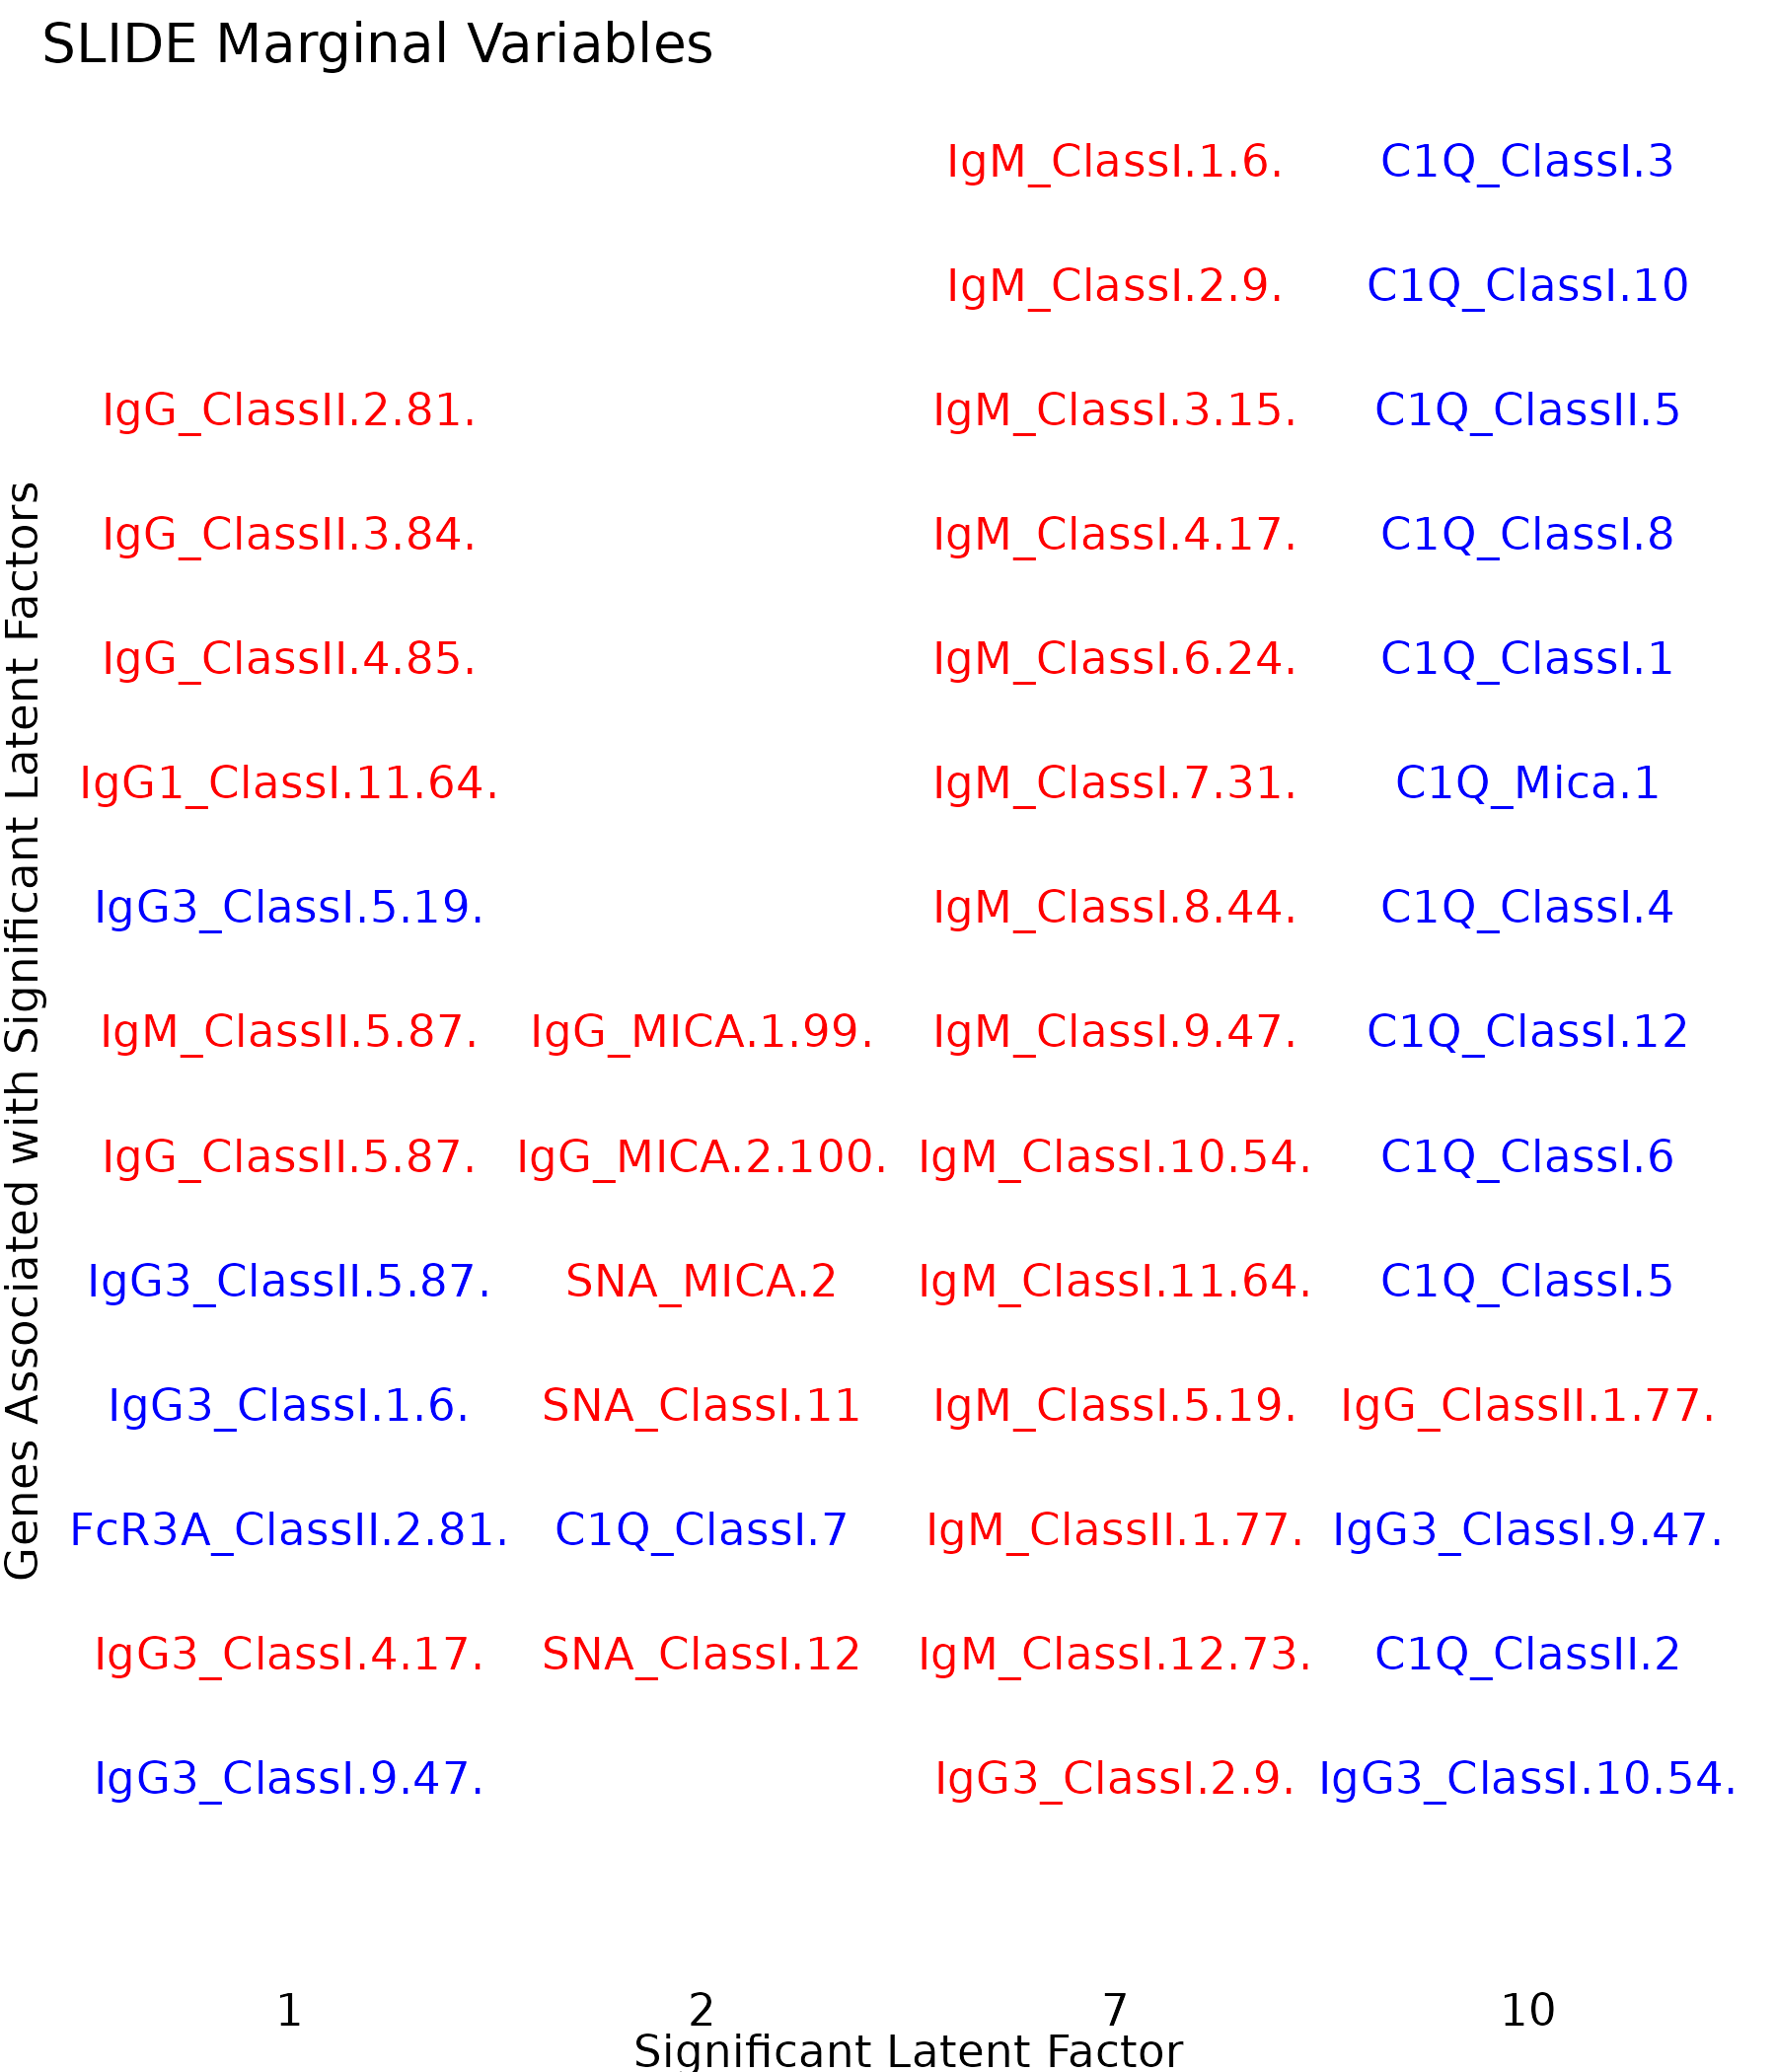 SLIDE Marginal Variables
Genes Associated with Significant Latent Factors
IgM_ClassI.1.6. C1Q_ClassI.3
IgM_ClassI.2.9. C1Q_ClassI.10
IgG_ClassII.2.81. IgM_ClassI.3.15. C1Q_ClassII.5
IgG_ClassII.3.84. IgM_ClassI.4.17. C1Q_ClassI.8
IgG_ClassII.4.85. IgM_ClassI.6.24. C1Q_ClassI.1
IgG1_ClassI.11.64. IgM_ClassI.7.31. C1Q_Mica.1
IgG3_ClassI.5.19. IgM_ClassI.8.44. C1Q_ClassI.4
IgM_ClassII.5.87. IgG_MICA.1.99. IgM_ClassI.9.47. C1Q_ClassI.12
IgG_ClassII.5.87. IgG_MICA.2.100. IgM_ClassI.10.54. C1Q_ClassI.6
IgG3_ClassII.5.87. SNA_MICA.2 IgM_ClassI.11.64. C1Q_ClassI.5
IgG3_ClassI.1.6. SNA_ClassI.11 IgM_ClassI.5.19. IgG_ClassII.1.77.
FcR3A_ClassII.2.81. C1Q_ClassI.7 IgM_ClassII.1.77. IgG3_ClassI.9.47.
IgG3_ClassI.4.17. SNA_ClassI.12 IgM_ClassI.12.73. C1Q_ClassII.2
IgG3_ClassI.9.47. IgG3_ClassI.2.9. IgG3_ClassI.10.54.
1 2 7 10
Significant Latent Factor